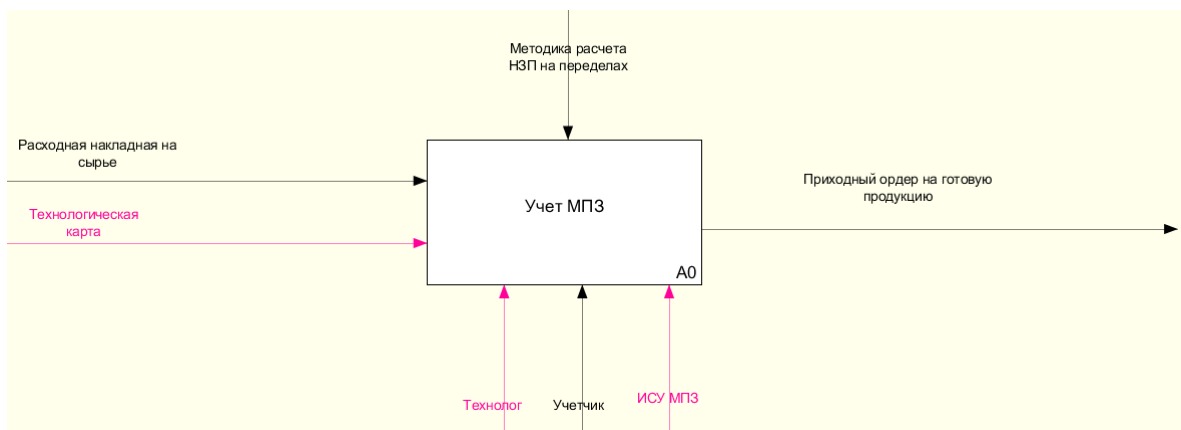 Методика расчета
НЗП на переделах
Расходная накладная на
сырье
Технологическая
карта
Учет МПЗ
A0
Приходный ордер на готовую
продукцию
Технолог
Учетчик
ИСУ МПЗ